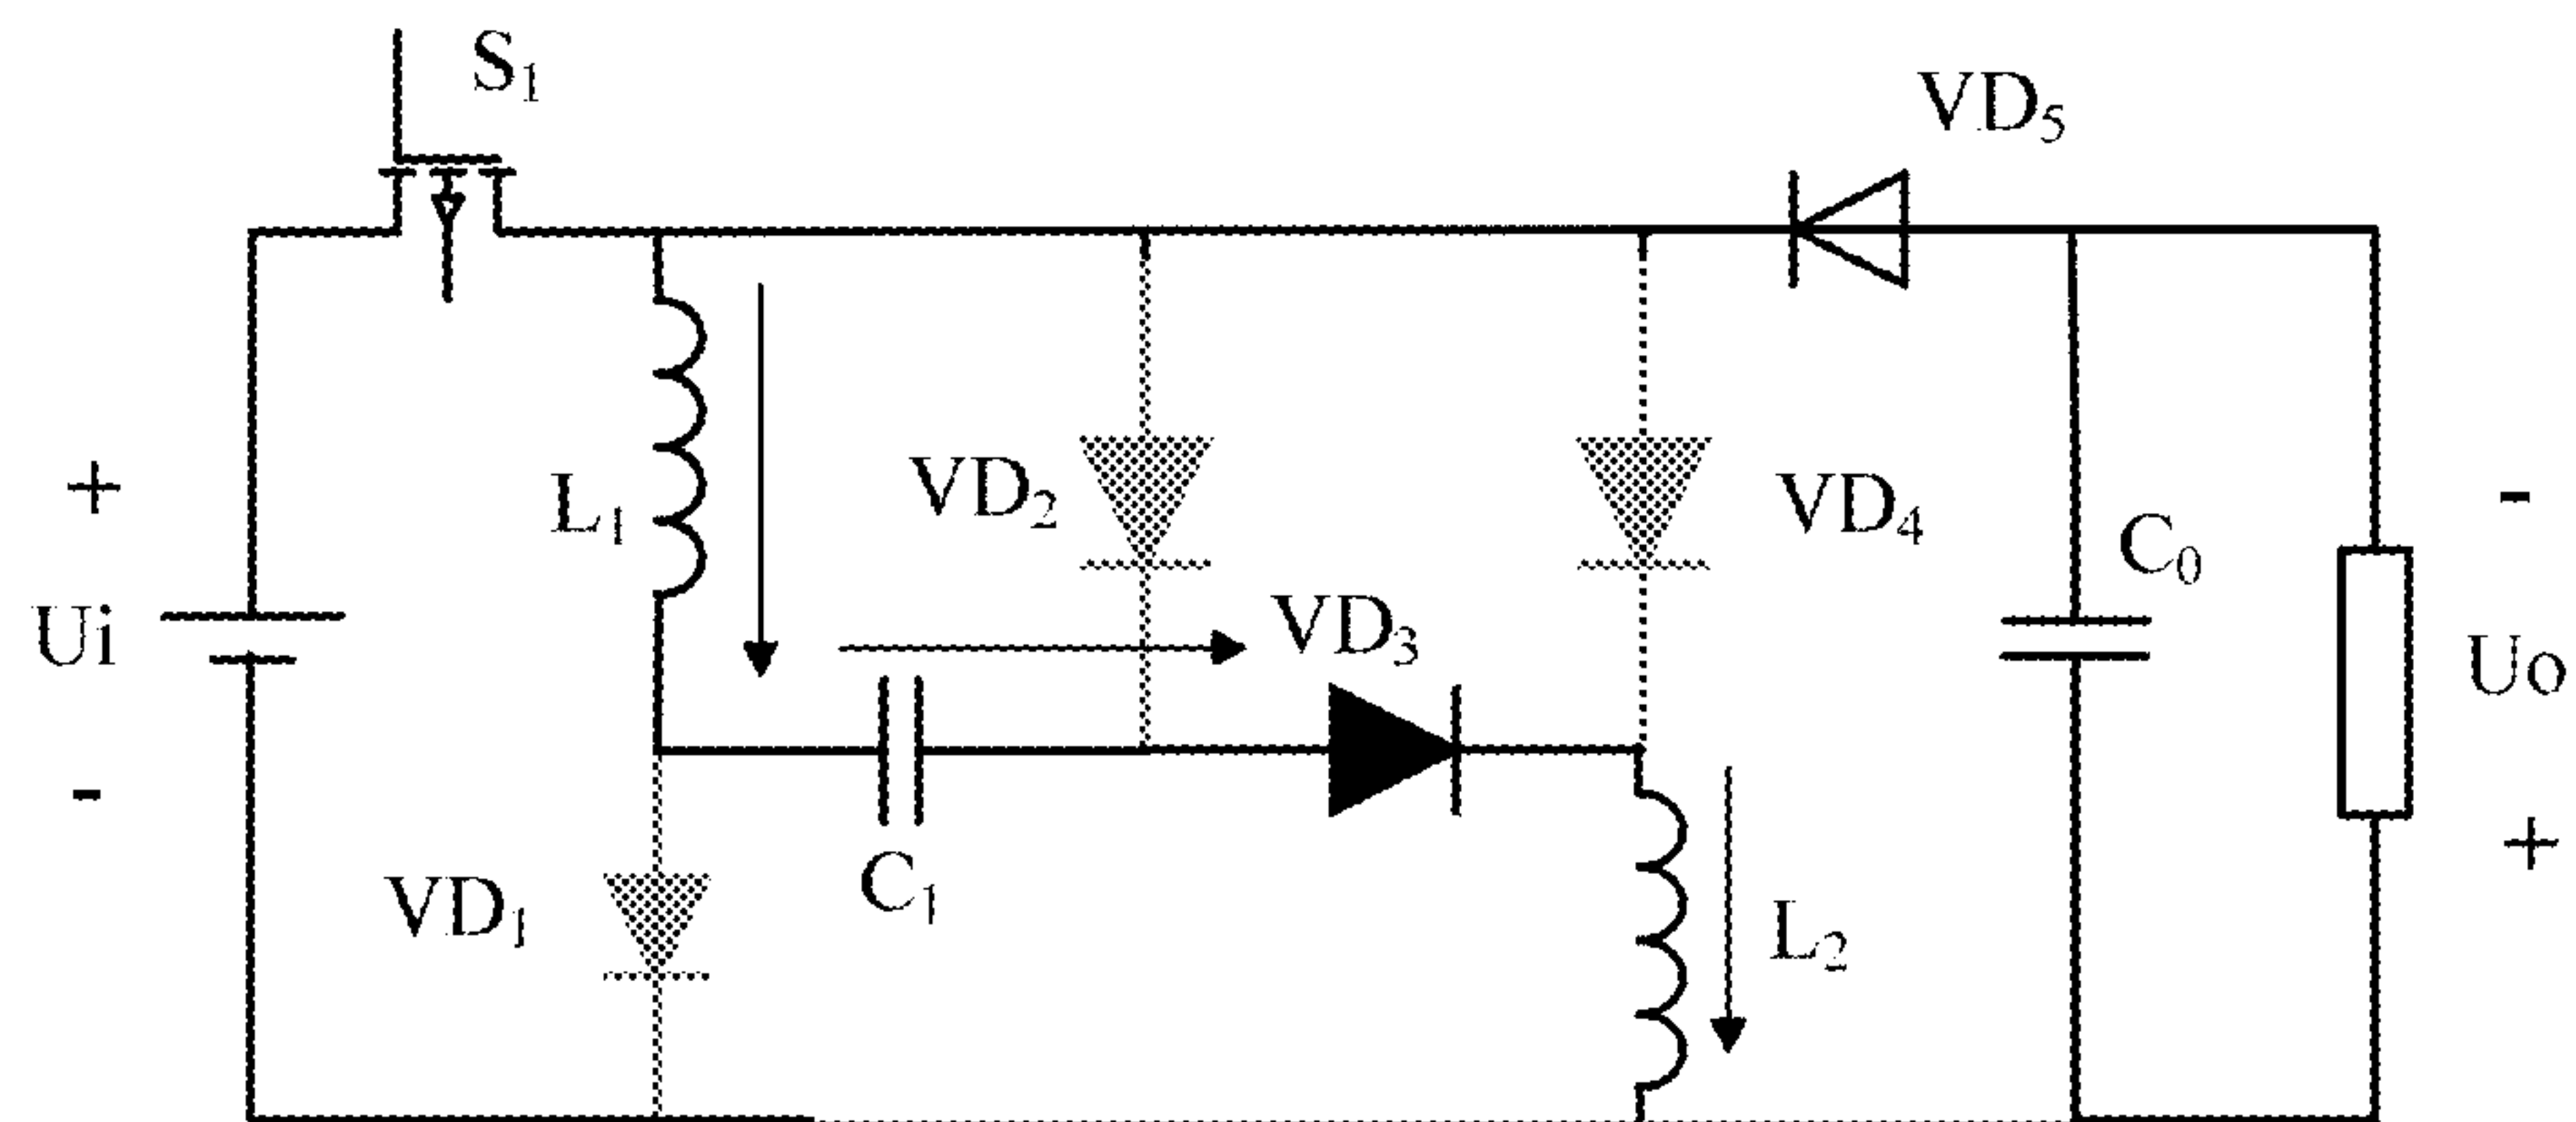 S₁
VD₅
+
-
L₁
VD₂
VD₄
C₀
Ui
VD₃
Uo
-
+
VD₁
C₁
L₂